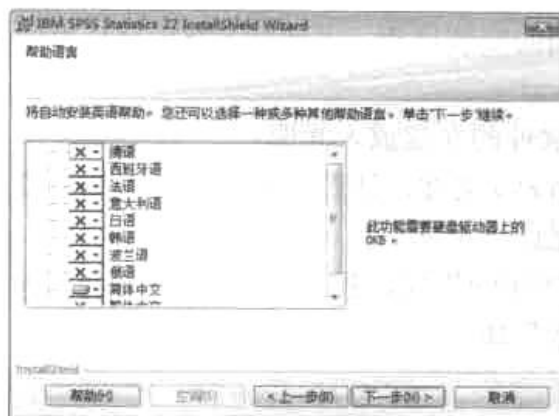 IBM SPSS Statistics 22 InstallShield Wizard
帮助语言
将自动安装英语帮助。您还可以选择一种或多种其他帮助语言。单击“下一步”继续。
德语
西班牙语
法语
意大利语
日语
韩语
波兰语
俄语
简体中文
此功能需要硬盘驱动器上的
0KB。
InstallShield
帮助(H)
空间(S)
<上一步(B)
下一步(N) >
取消